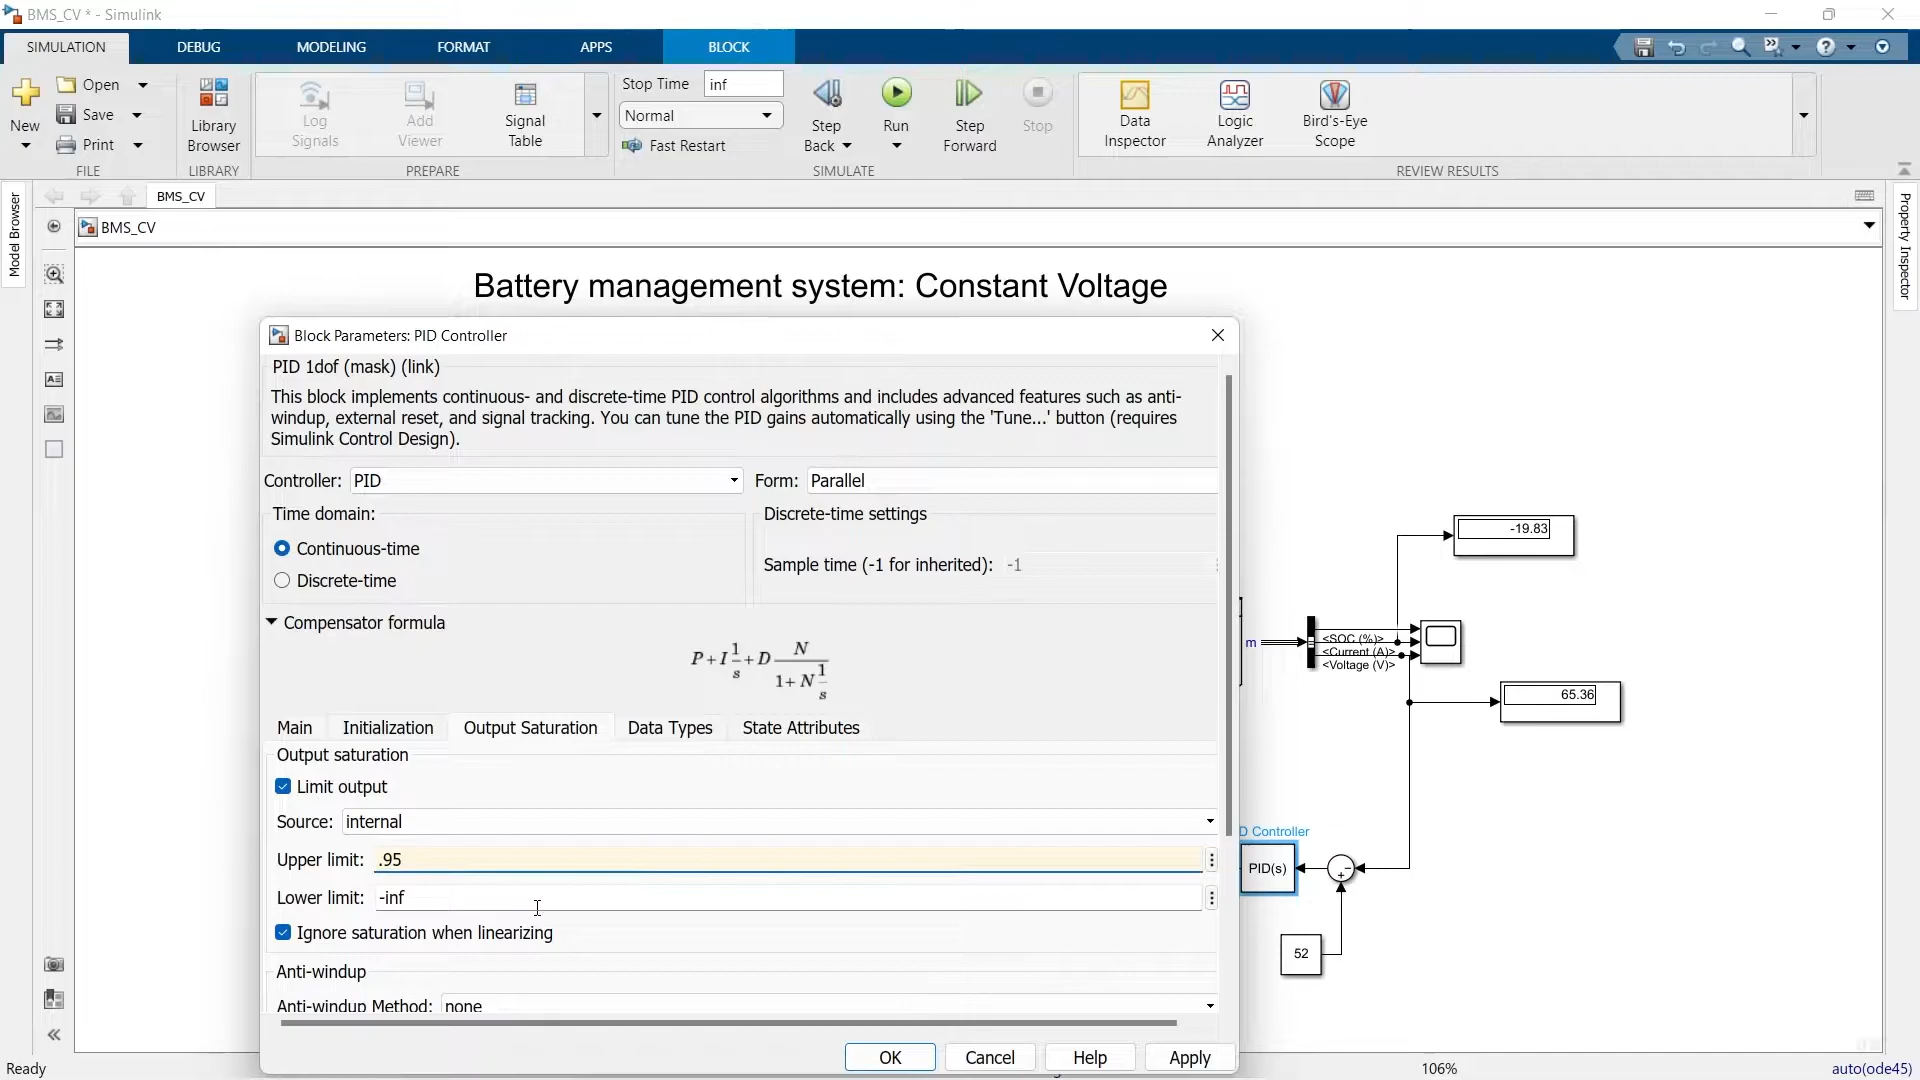 BMS_CV * - Simulink
SIMULATION DEBUG MODELING FORMAT APPS BLOCK
New
Open
Save
Print
FILE
Library Browser
LIBRARY
Log Signals
Add Viewer
Signal Table
PREPARE
Stop Time inf
Normal
Fast Restart
Step Back
Run
Step Forward
Stop
SIMULATE
Data Inspector
Logic Analyzer
Bird's-Eye Scope
REVIEW RESULTS
Model Browser
BMS_CV
BMS_CV
Property Inspector
Battery management system: Constant Voltage
Block Parameters: PID Controller
PID 1dof (mask) (link)
This block implements continuous- and discrete-time PID control algorithms and includes advanced features such as anti-
windup, external reset, and signal tracking. You can tune the PID gains automatically using the 'Tune...' button (requires
Simulink Control Design).
Controller: PID Form: Parallel
Time domain: Discrete-time settings
Continuous-time
Sample time (-1 for inherited): -1
Discrete-time
Compensator formula
P+I 1/s +D N/(1+N 1/s)
Main Initialization Output Saturation Data Types State Attributes
Output saturation
Limit output
Source: internal
Upper limit: .95
Lower limit: -inf
Ignore saturation when linearizing
Anti-windup
Anti-windup Method: none
OK Cancel Help Apply
-19.83
m
<SOC (%)>
<Current (A)>
<Voltage (V)>
65.36
D Controller
PID(s)
52
Ready 106% auto(ode45)